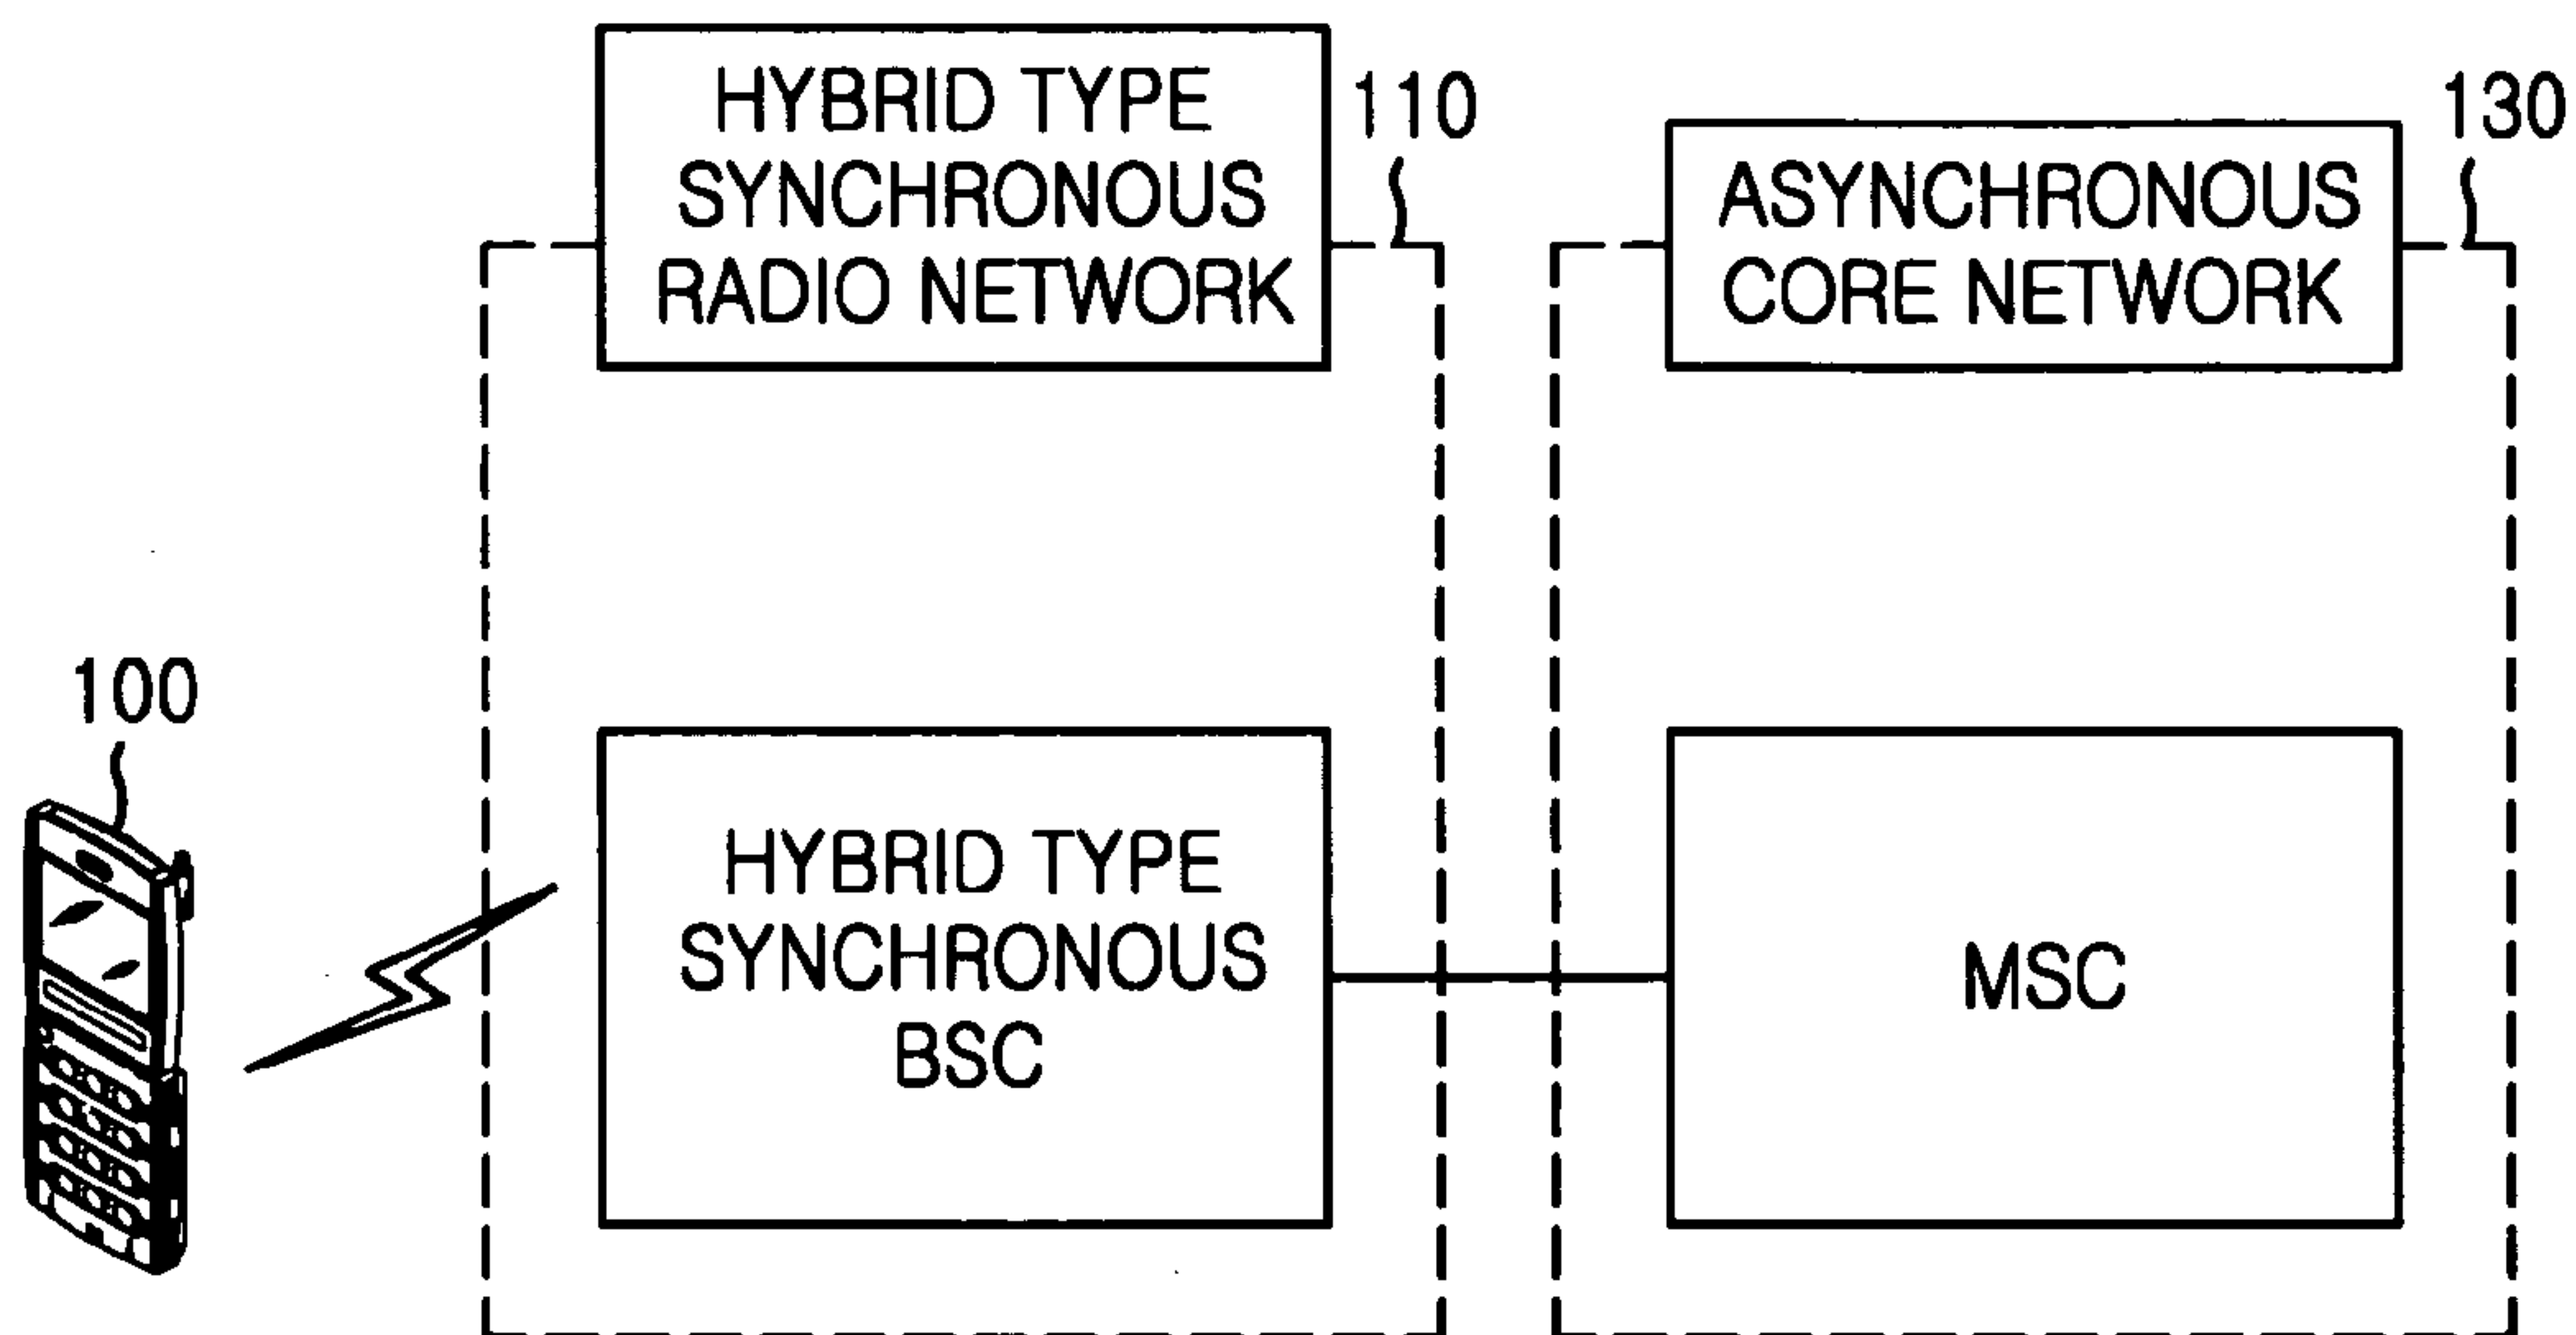 HYBRID TYPE
SYNCHRONOUS
RADIO NETWORK
110
ASYNCHRONOUS
CORE NETWORK
130
100
HYBRID TYPE
SYNCHRONOUS
BSC
MSC